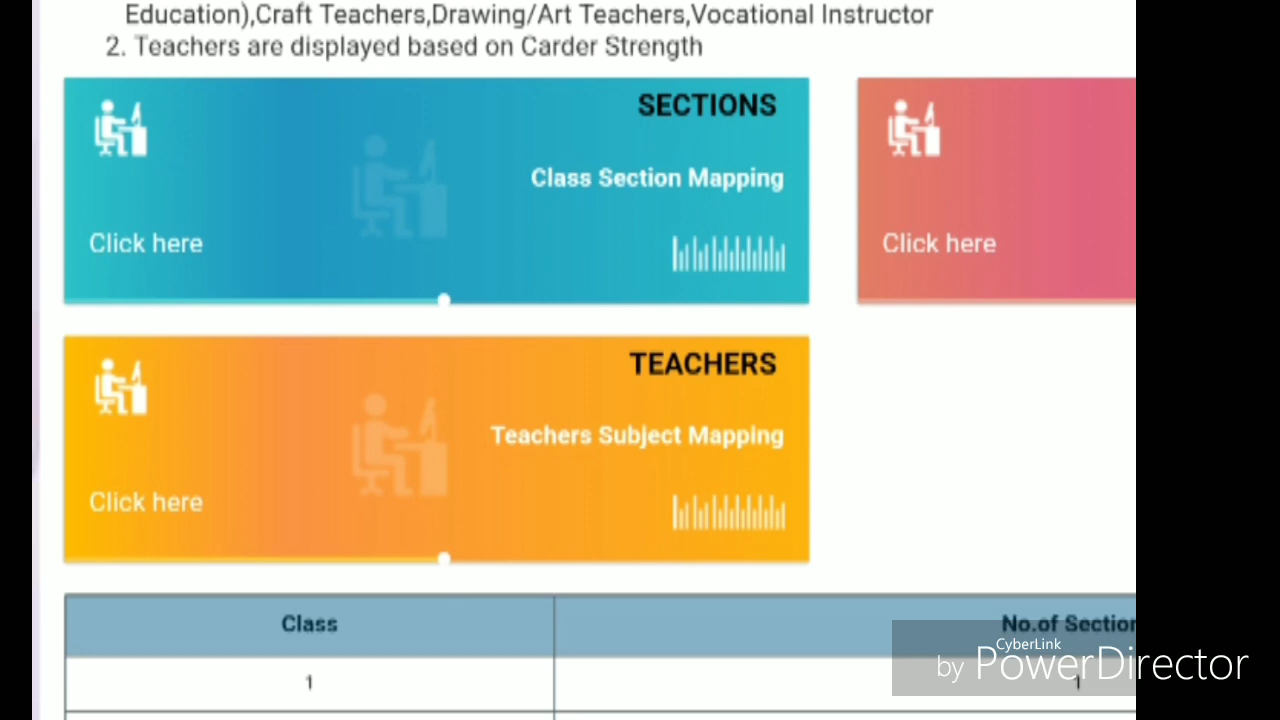 Education),Craft Teachers,Drawing/Art Teachers,Vocational Instructor
2. Teachers are displayed based on Carder Strength
SECTIONS
Class Section Mapping
Click here
Click here
TEACHERS
Teachers Subject Mapping
Click here
Class
No.of Section
1
1
CyberLink
by PowerDirector